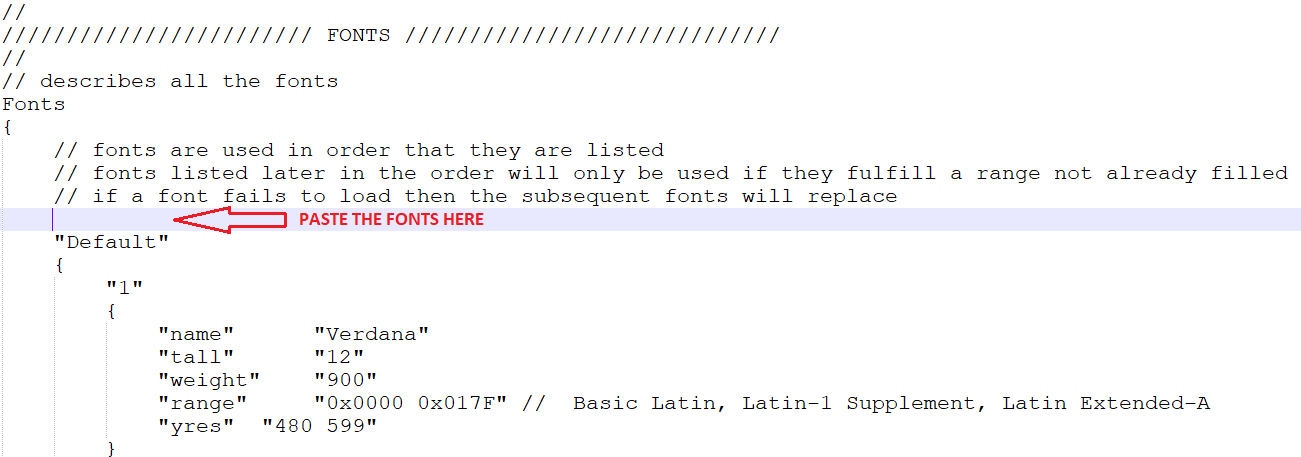 //
//////////////////////// FONTS /////////////////////////////
//
// describes all the fonts
Fonts
{
// fonts are used in order that they are listed
// fonts listed later in the order will only be used if they fulfill a range not already filled
// if a font fails to load then the subsequent fonts will replace
PASTE THE FONTS HERE
"Default"
{
"1"
{
"name" "Verdana"
"tall" "12"
"weight" "900"
"range" "0x0000 0x017F" // Basic Latin, Latin-1 Supplement, Latin Extended-A
"yres" "480 599"
}